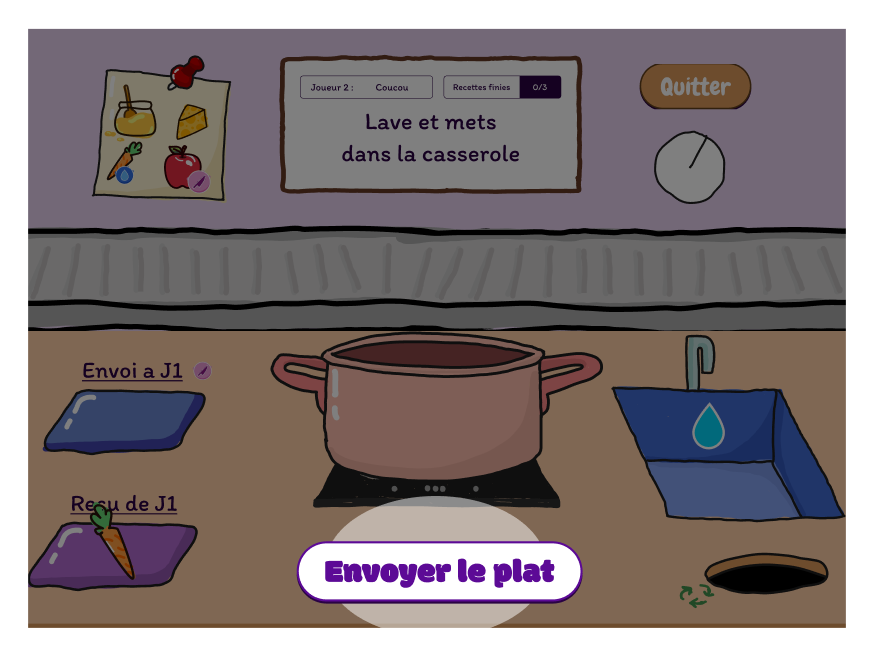 Joueur 2 : Coucou
Recettes finies 0/3
Quitter
Lave et mets
dans la casserole
Envoi a J1
Reçu de J1
Envoyer le plat